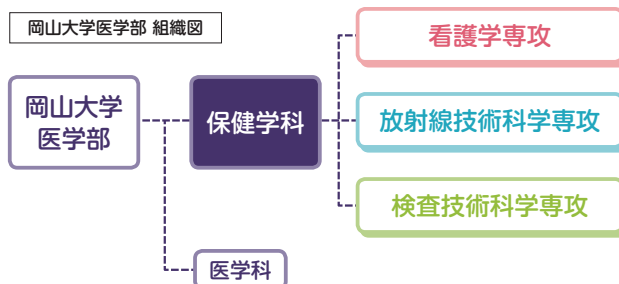 岡山大学医学部 組織図
岡山大学
医学部
保健学科
医学科
看護学専攻
放射線技術科学専攻
検査技術科学専攻